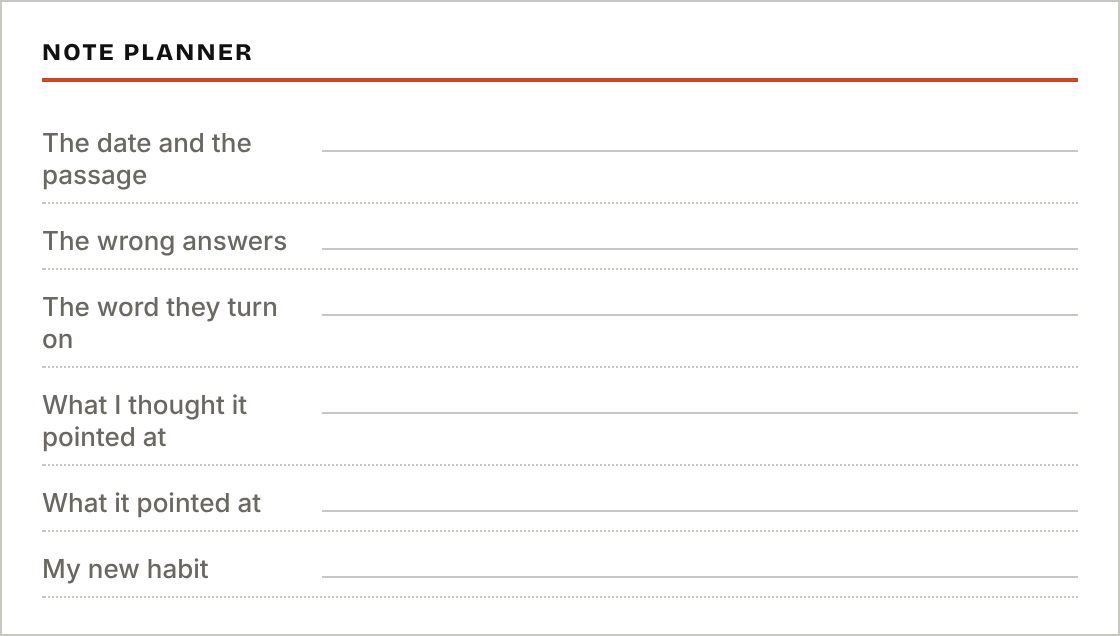 NOTE PLANNER
The date and the
passage
The wrong answers
The word they turn
on
What I thought it
pointed at
What it pointed at
My new habit